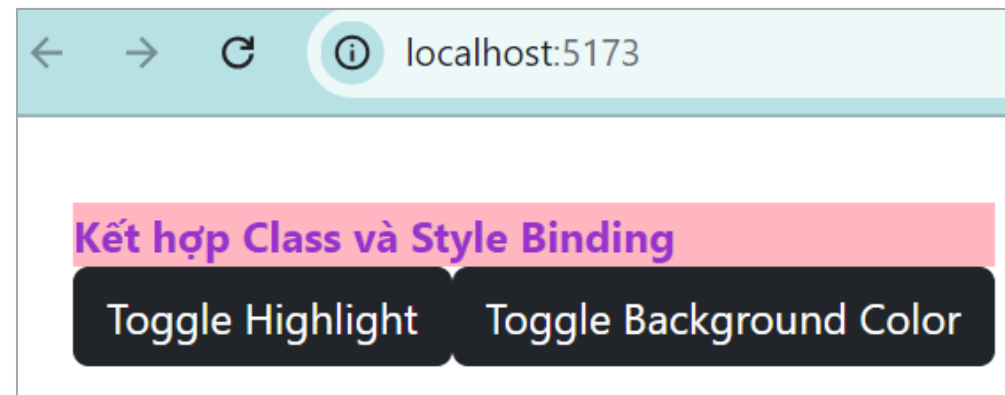 localhost:5173
Kết hợp Class và Style Binding
Toggle Highlight Toggle Background Color